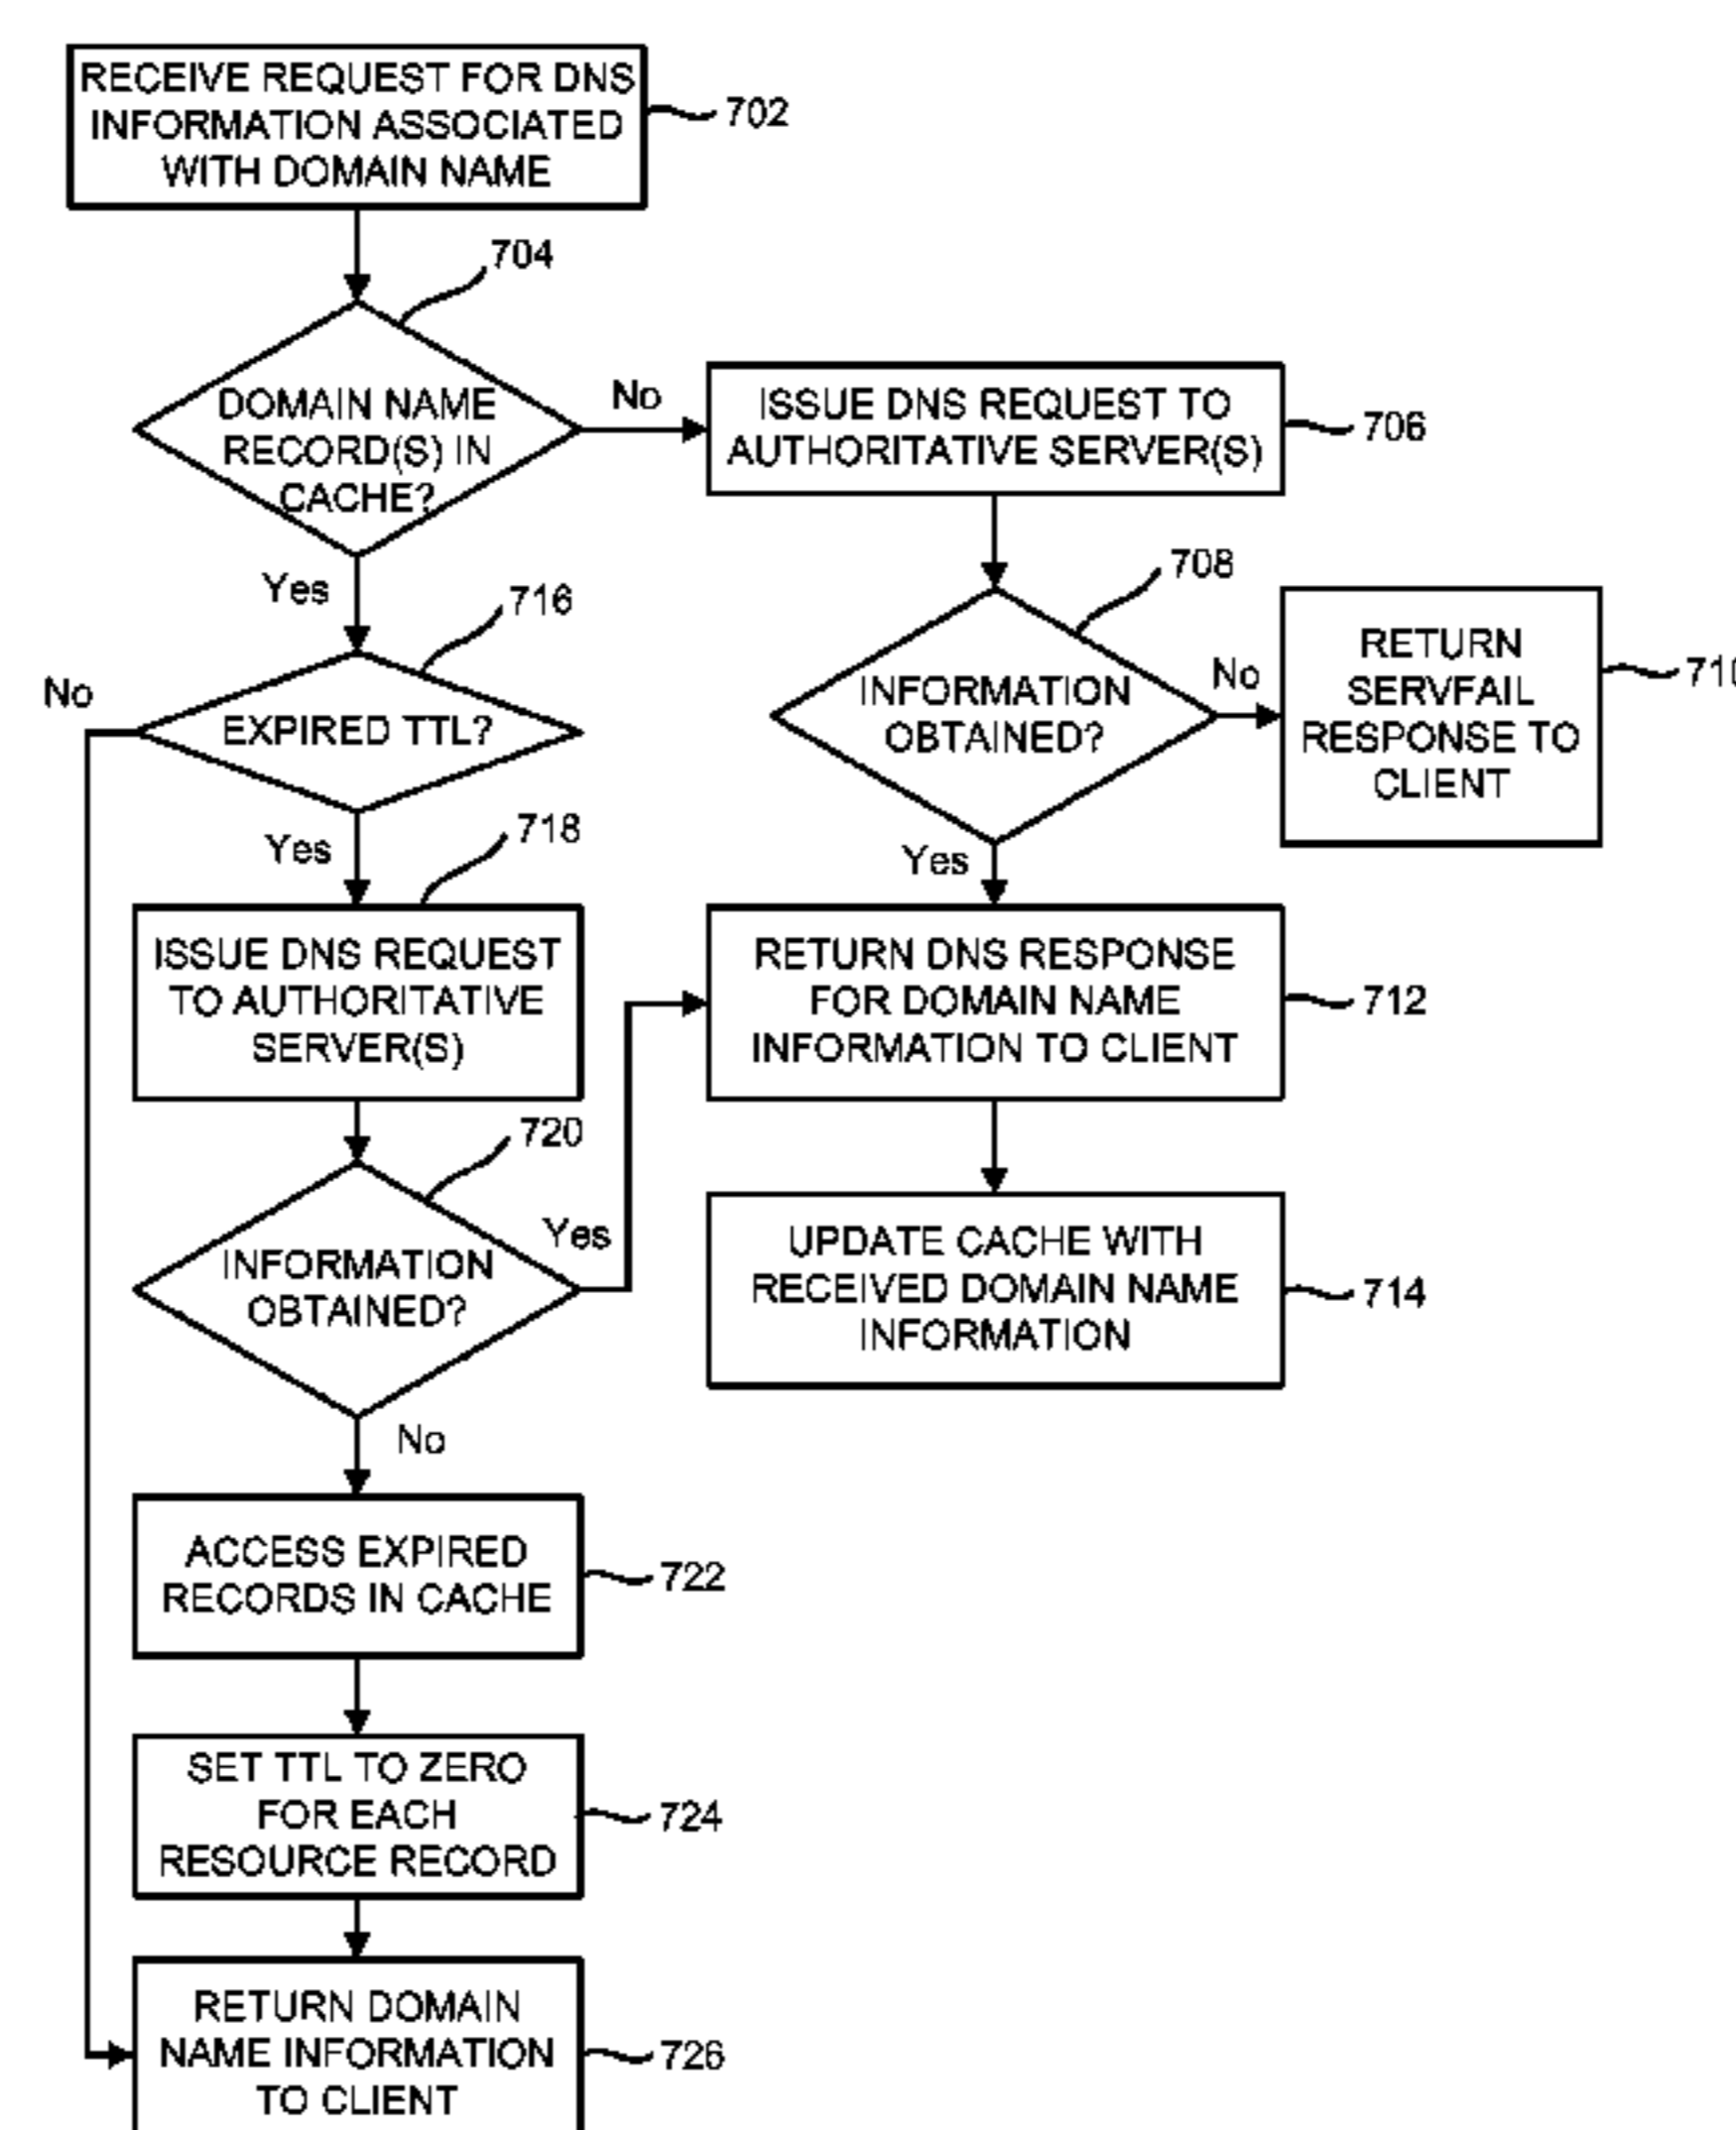 RECEIVE REQUEST FOR DNS
INFORMATION ASSOCIATED
WITH DOMAIN NAME
702
704
DOMAIN NAME
RECORD(S) IN
CACHE?
No
ISSUE DNS REQUEST TO
AUTHORITATIVE SERVER(S)
706
Yes
716
708
No
EXPIRED TTL?
INFORMATION
OBTAINED?
No
RETURN
SERVFAIL
RESPONSE TO
CLIENT
710
Yes
718
Yes
ISSUE DNS REQUEST
TO AUTHORITATIVE
SERVER(S)
RETURN DNS RESPONSE
FOR DOMAIN NAME
INFORMATION TO CLIENT
712
720
Yes
INFORMATION
OBTAINED?
UPDATE CACHE WITH
RECEIVED DOMAIN NAME
INFORMATION
714
No
ACCESS EXPIRED
RECORDS IN CACHE
722
SET TTL TO ZERO
FOR EACH
RESOURCE RECORD
724
RETURN DOMAIN
NAME INFORMATION
TO CLIENT
726